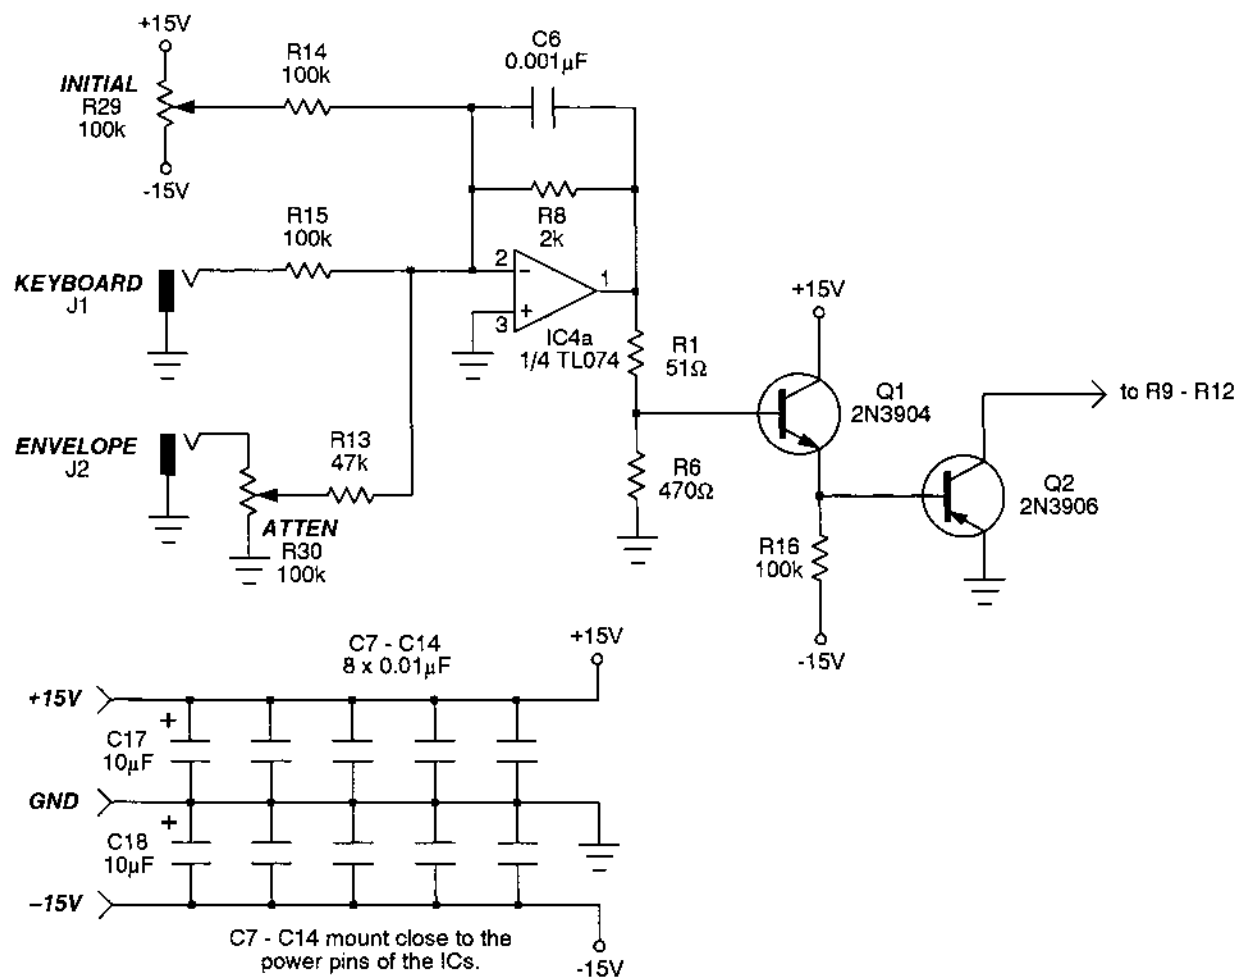 +15V
INITIAL
R29
100k
-15V
R14
100k
C6
0.001µF
R8
2k
R15
100k
KEYBOARD
J1
2
-
1
+
3
IC4a
1/4 TL074
R1
51Ω
+15V
Q1
2N3904
to R9 - R12
ENVELOPE
J2
R13
47k
ATTEN
R30
100k
R6
470Ω
Q2
2N3906
R16
100k
-15V
C7 - C14
8 x 0.01µF
+15V
+15V
+
C17
10µF
GND
+
C18
10µF
-15V
C7 - C14 mount close to the
power pins of the ICs.
-15V